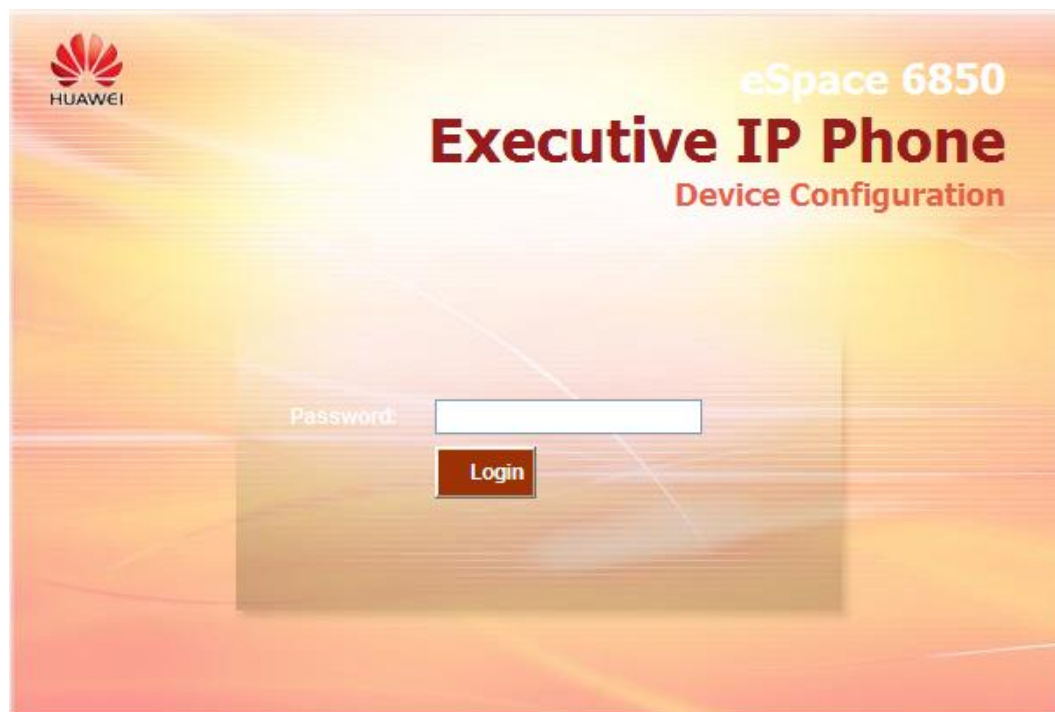 HUAWEI
eSpace 6850
Executive IP Phone
Device Configuration
Password:
Login